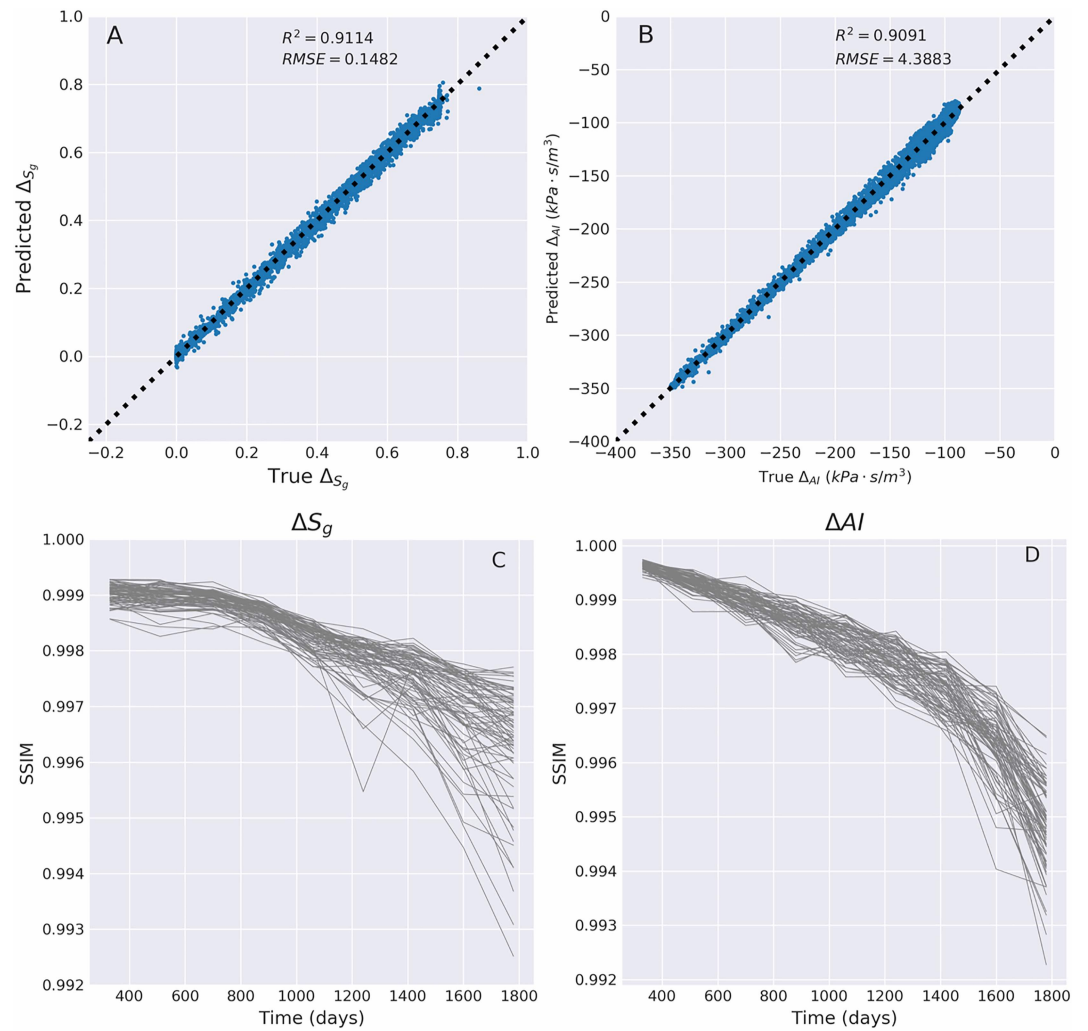 A
R² = 0.9114
RMSE = 0.1482
1.0
0.8
0.6
0.4
0.2
0.0
−0.2
Predicted Δ_{S_g}
−0.2 0.0 0.2 0.4 0.6 0.8 1.0
True Δ_{S_g}
B
R² = 0.9091
RMSE = 4.3883
0
−50
−100
−150
−200
−250
−300
−350
−400
Predicted Δ_{AI} (kPa · s/m³)
−400 −350 −300 −250 −200 −150 −100 −50 0
True Δ_{AI} (kPa · s/m³)
ΔS_g
C
1.000
0.999
0.998
0.997
0.996
0.995
0.994
0.993
0.992
SSIM
400 600 800 1000 1200 1400 1600 1800
Time (days)
ΔAI
D
1.000
0.999
0.998
0.997
0.996
0.995
0.994
0.993
0.992
SSIM
400 600 800 1000 1200 1400 1600 1800
Time (days)